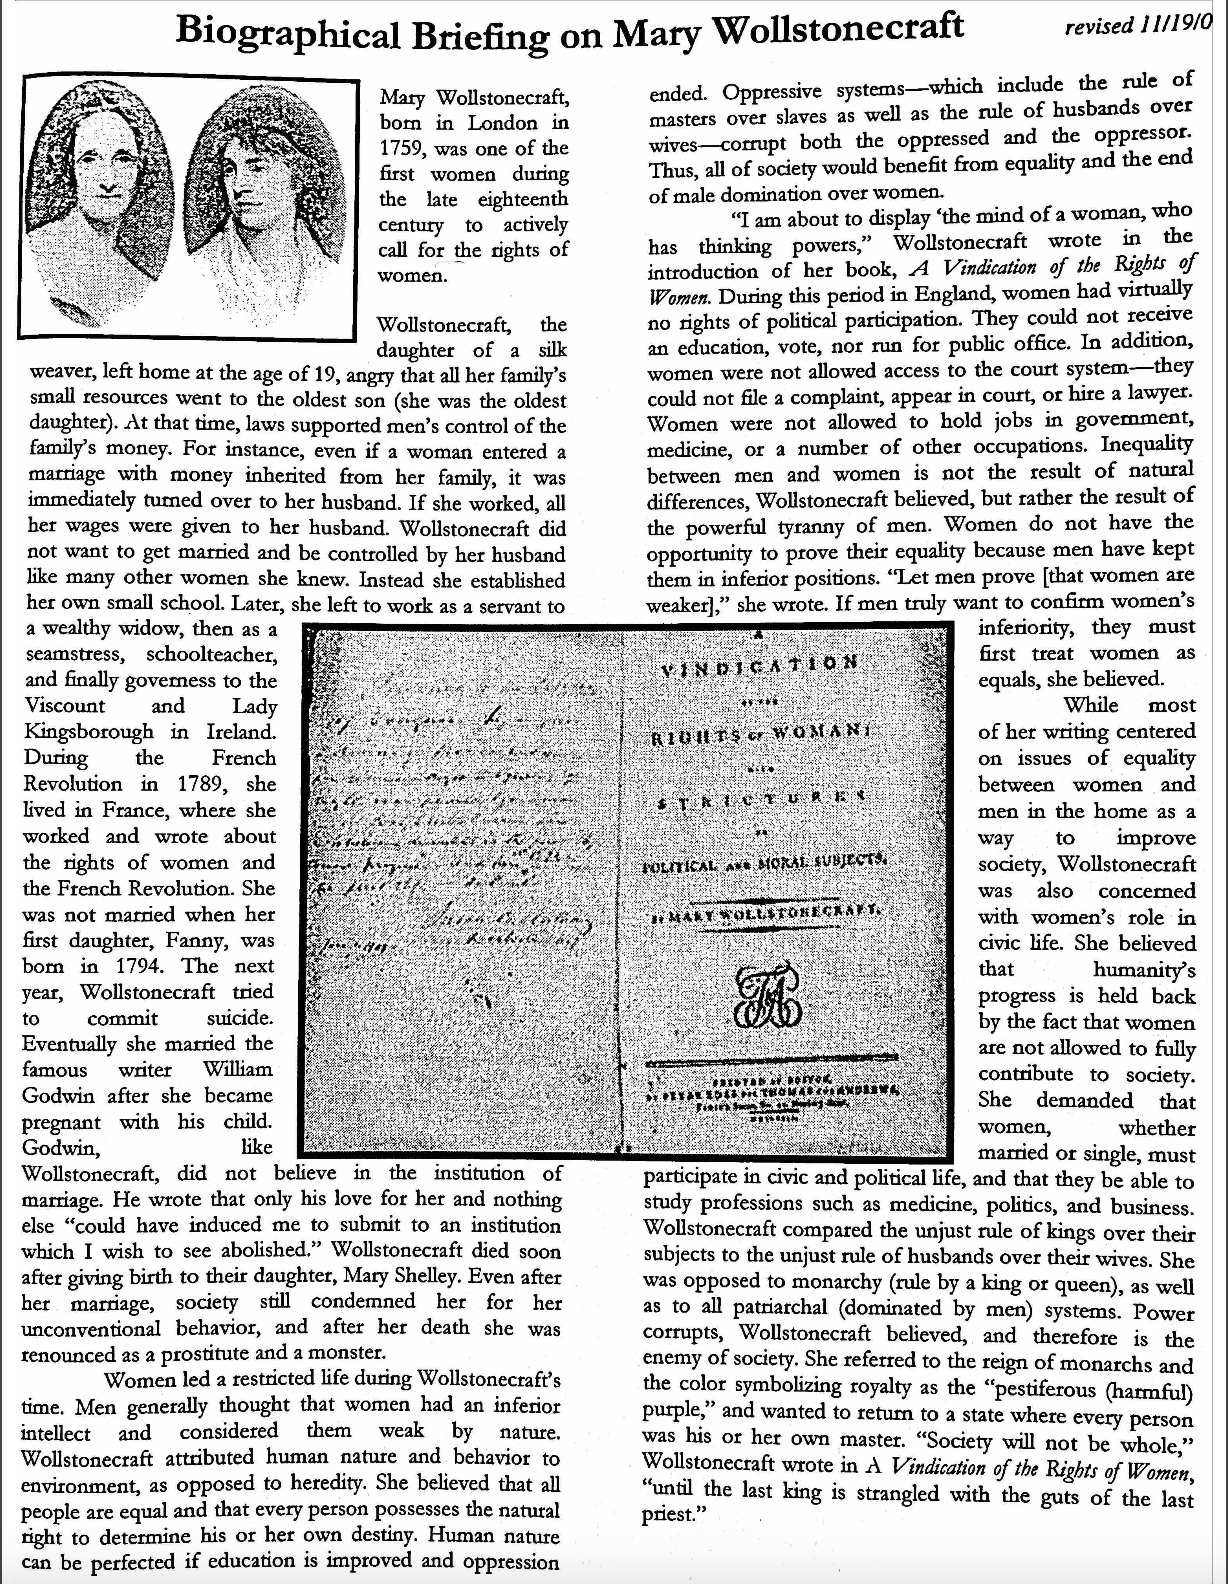 Biographical Briefing on Mary Wollstonecraft
revised 11/19/0
Mary Wollstonecraft,
born in London in
1759, was one of the
first women during
the late eighteenth
century to actively
call for the rights of
women.
Wollstonecraft, the
daughter of a silk
weaver, left home at the age of 19, angry that all her family's
small resources went to the oldest son (she was the oldest
daughter). At that time, laws supported men's control of the
family's money. For instance, even if a woman entered a
marriage with money inherited from her family, it was
immediately turned over to her husband. If she worked, all
her wages were given to her husband. Wollstonecraft did
not want to get married and be controlled by her husband
like many other women she knew. Instead she established
her own small school. Later, she left to work as a servant to
a wealthy widow, then as a
seamstress, schoolteacher,
and finally governess to the
Viscount and Lady
Kingsborough in Ireland.
During the French
Revolution in 1789, she
lived in France, where she
worked and wrote about
the rights of women and
the French Revolution. She
was not married when her
first daughter, Fanny, was
born in 1794. The next
year, Wollstonecraft tried
to commit suicide.
Eventually she married the
famous writer William
Godwin after she became
pregnant with his child.
Godwin, like
Wollstonecraft, did not believe in the institution of
marriage. He wrote that only his love for her and nothing
else "could have induced me to submit to an institution
which I wish to see abolished." Wollstonecraft died soon
after giving birth to their daughter, Mary Shelley. Even after
her marriage, society still condemned her for her
unconventional behavior, and after her death she was
renounced as a prostitute and a monster.
Women led a restricted life during Wollstonecraft's
time. Men generally thought that women had an inferior
intellect and considered them weak by nature.
Wollstonecraft attributed human nature and behavior to
environment, as opposed to heredity. She believed that all
people are equal and that every person possesses the natural
right to determine his or her own destiny. Human nature
can be perfected if education is improved and oppression
ended. Oppressive systems—which include the rule of
masters over slaves as well as the rule of husbands over
wives—corrupt both the oppressed and the oppressor.
Thus, all of society would benefit from equality and the end
of male domination over women.
"I am about to display 'the mind of a woman, who
has thinking powers," Wollstonecraft wrote in the
introduction of her book, A Vindication of the Rights of
Women. During this period in England, women had virtually
no rights of political participation. They could not receive
an education, vote, nor run for public office. In addition,
women were not allowed access to the court system—they
could not file a complaint, appear in court, or hire a lawyer.
Women were not allowed to hold jobs in government,
medicine, or a number of other occupations. Inequality
between men and women is not the result of natural
differences, Wollstonecraft believed, but rather the result of
the powerful tyranny of men. Women do not have the
opportunity to prove their equality because men have kept
them in inferior positions. "Let men prove [that women are
weaker]," she wrote. If men truly want to confirm women's
inferiority, they must
first treat women as
equals, she believed.
While most
of her writing centered
on issues of equality
between women and
men in the home as a
way to improve
society, Wollstonecraft
was also concerned
with women's role in
civic life. She believed
that humanity's
progress is held back
by the fact that women
are not allowed to fully
contribute to society.
She demanded that
women, whether
married or single, must
participate in civic and political life, and that they be able to
study professions such as medicine, politics, and business.
Wollstonecraft compared the unjust rule of kings over their
subjects to the unjust rule of husbands over their wives. She
was opposed to monarchy (rule by a king or queen), as well
as to all patriarchal (dominated by men) systems. Power
corrupts, Wollstonecraft believed, and therefore is the
enemy of society. She referred to the reign of monarchs and
the color symbolizing royalty as the "pestiferous (harmful)
purple," and wanted to return to a state where every person
was his or her own master. "Society will not be whole,"
Wollstonecraft wrote in A Vindication of the Rights of Women,
"until the last king is strangled with the guts of the last
priest."
A
VINDICATION
OF THE
RIGHTS OF WOMAN:
WITH
STRICTURES
ON
POLITICAL AND MORAL SUBJECTS.
BY MARY WOLLSTONECRAFT.